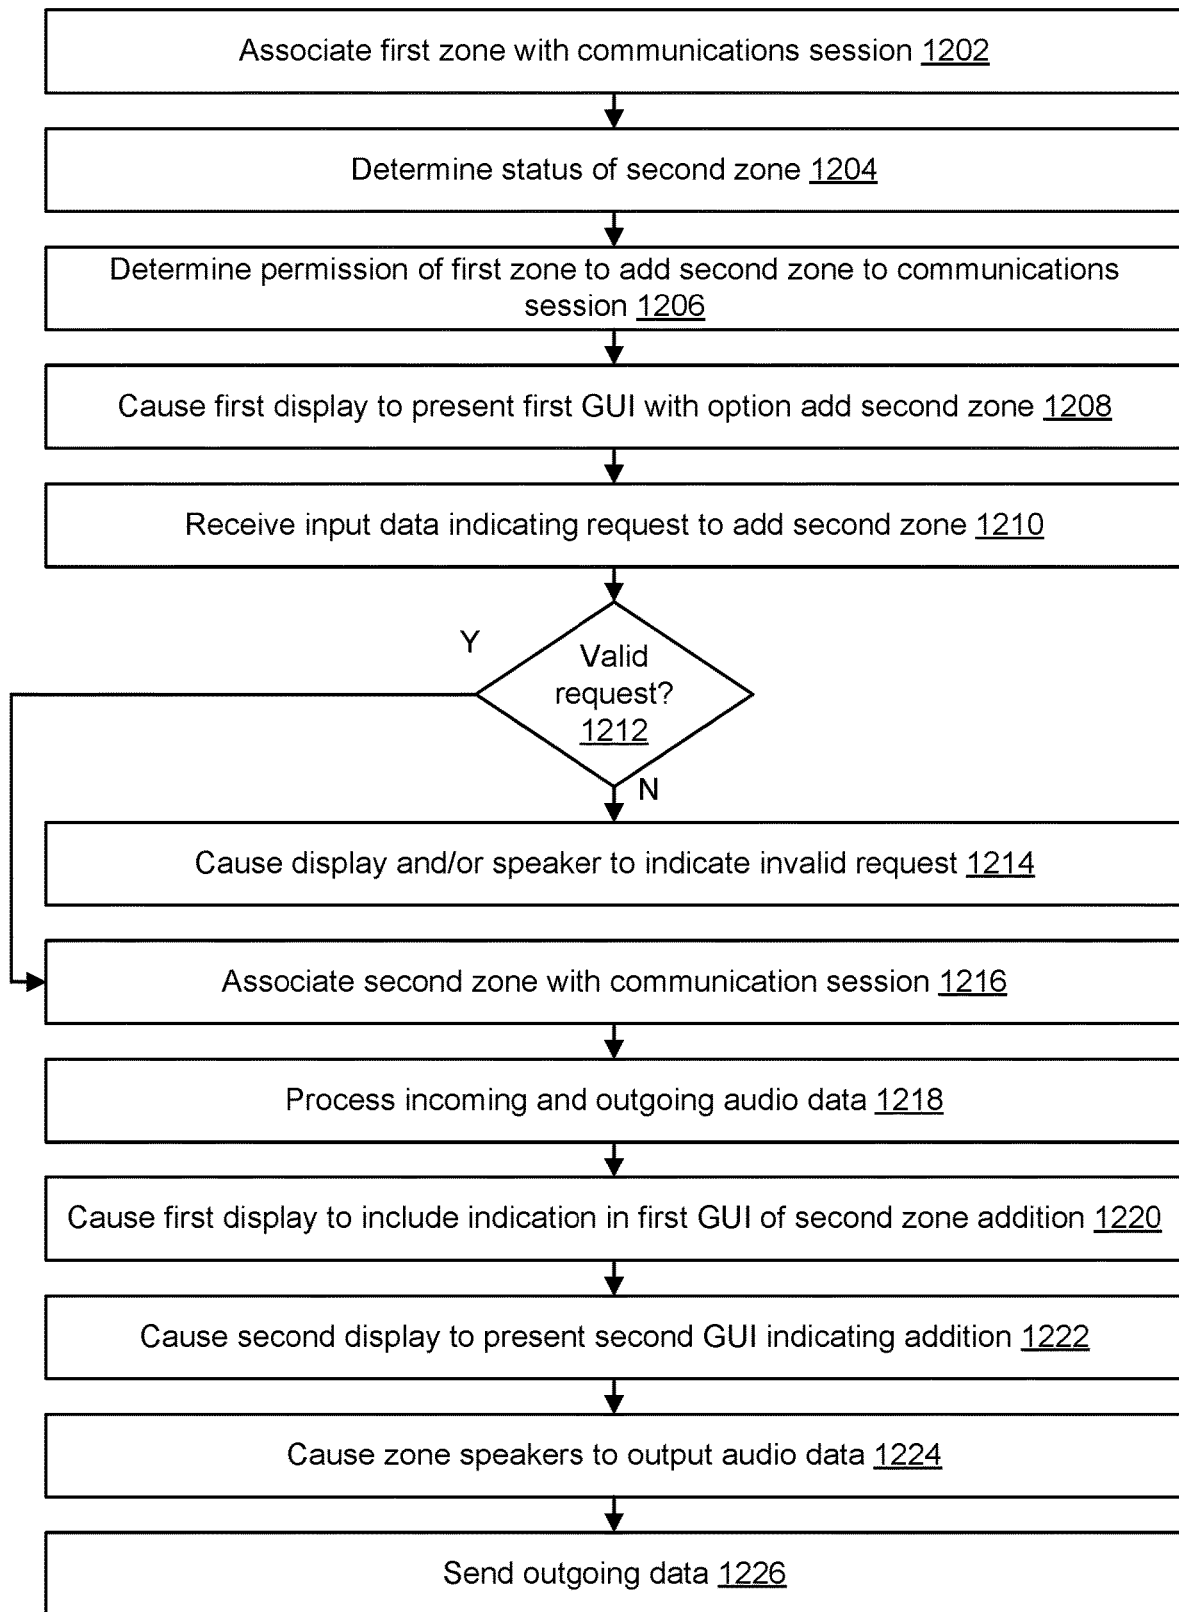 Associate first zone with communications session 1202
Determine status of second zone 1204
Determine permission of first zone to add second zone to communications
session 1206
Cause first display to present first GUI with option add second zone 1208
Receive input data indicating request to add second zone 1210
Y
Valid
request?
1212
N
Cause display and/or speaker to indicate invalid request 1214
Associate second zone with communication session 1216
Process incoming and outgoing audio data 1218
Cause first display to include indication in first GUI of second zone addition 1220
Cause second display to present second GUI indicating addition 1222
Cause zone speakers to output audio data 1224
Send outgoing data 1226